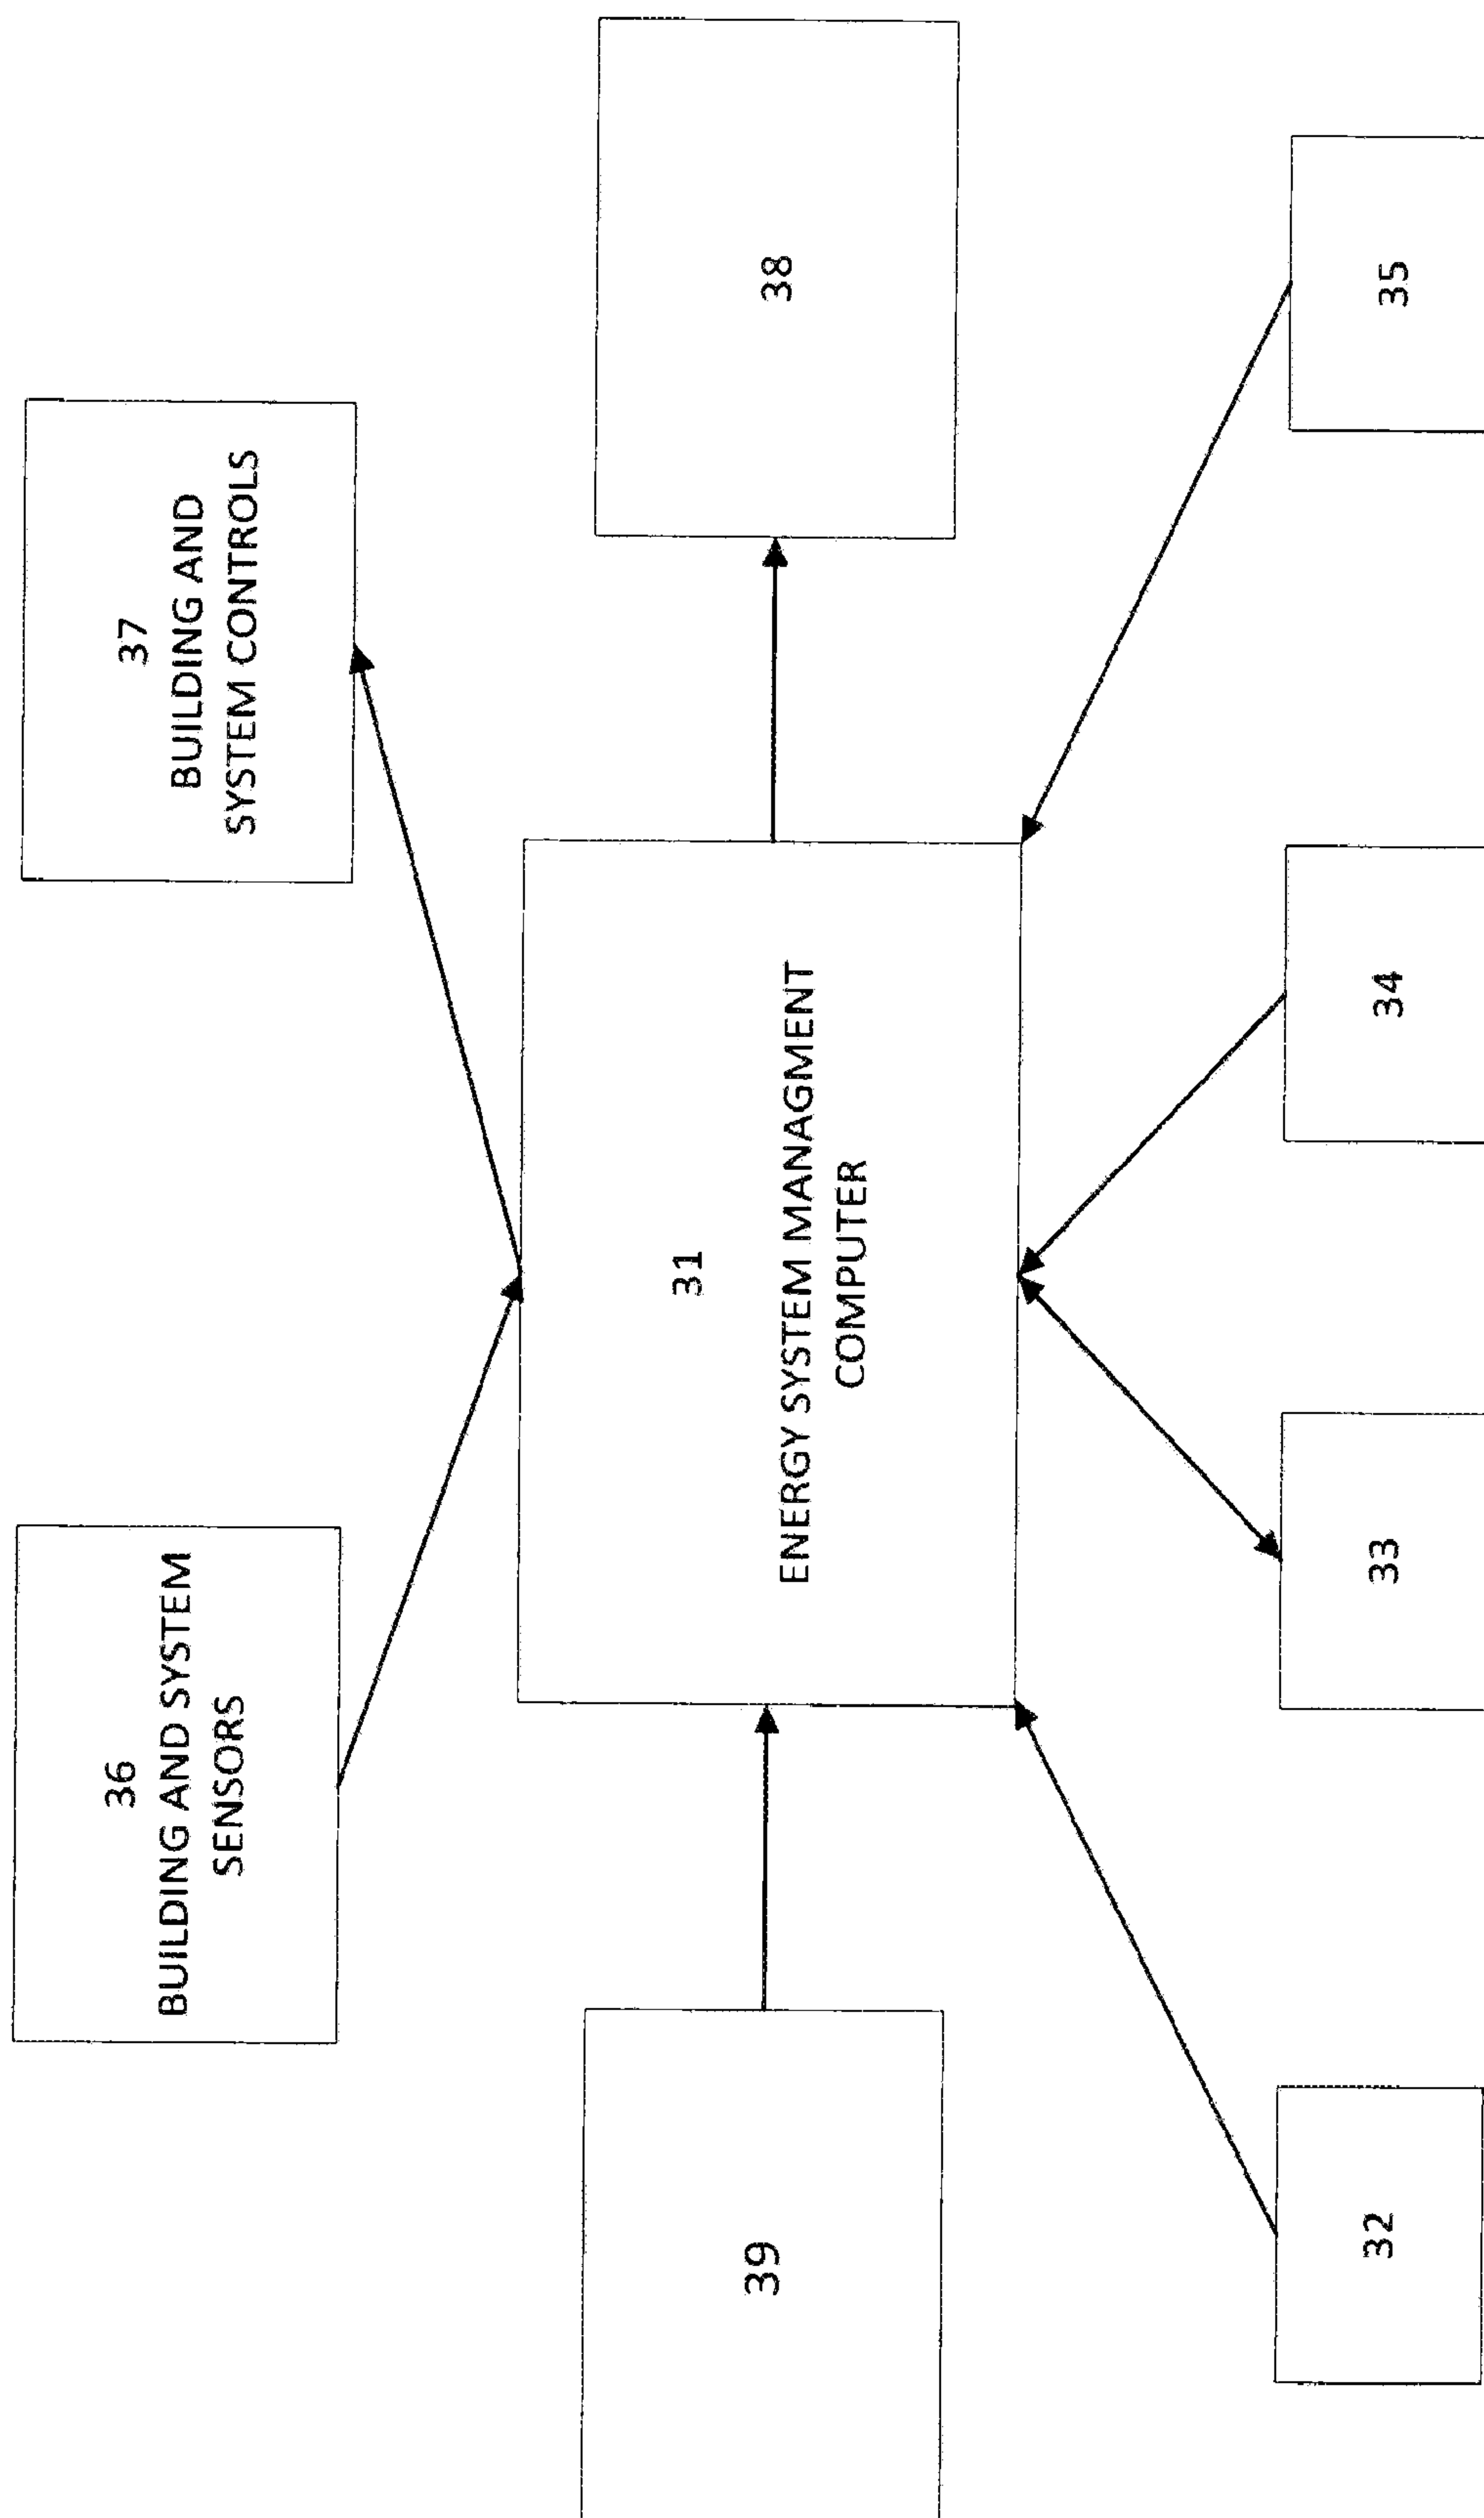 36
BUILDING AND SYSTEM
SENSORS
37
BUILDING AND
SYSTEM CONTROLS
39
31
ENERGY SYSTEM MANAGMENT
COMPUTER
38
32
33
34
35